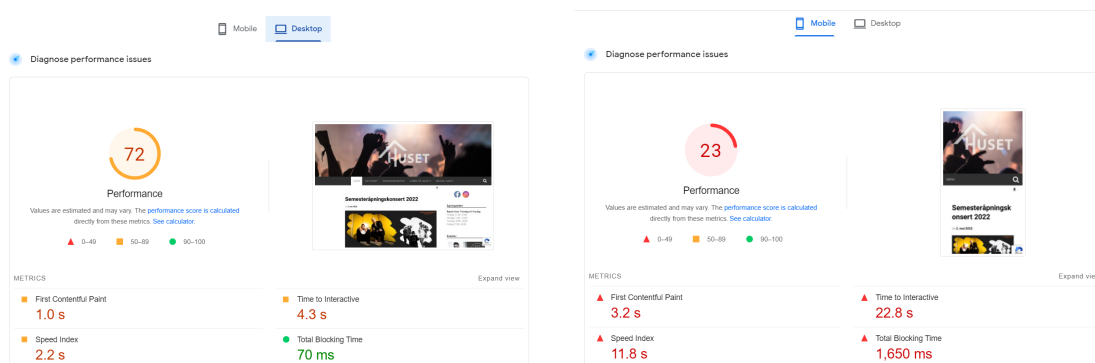 Mobile
Desktop
Diagnose performance issues
72
Performance
Values are estimated and may vary. The performance score is calculated
directly from these metrics. See calculator.
0–49
50–89
90–100
HUSET
Semesteråpningskonsert 2022
METRICS
Expand view
First Contentful Paint
1.0 s
Time to Interactive
4.3 s
Speed Index
2.2 s
Total Blocking Time
70 ms
Mobile
Desktop
Diagnose performance issues
23
Performance
Values are estimated and may vary. The performance score is calculated
directly from these metrics. See calculator.
0–49
50–89
90–100
HUSET
Semesteråpningsk
onsert 2022
METRICS
Expand vie
First Contentful Paint
3.2 s
Time to Interactive
22.8 s
Speed Index
11.8 s
Total Blocking Time
1,650 ms